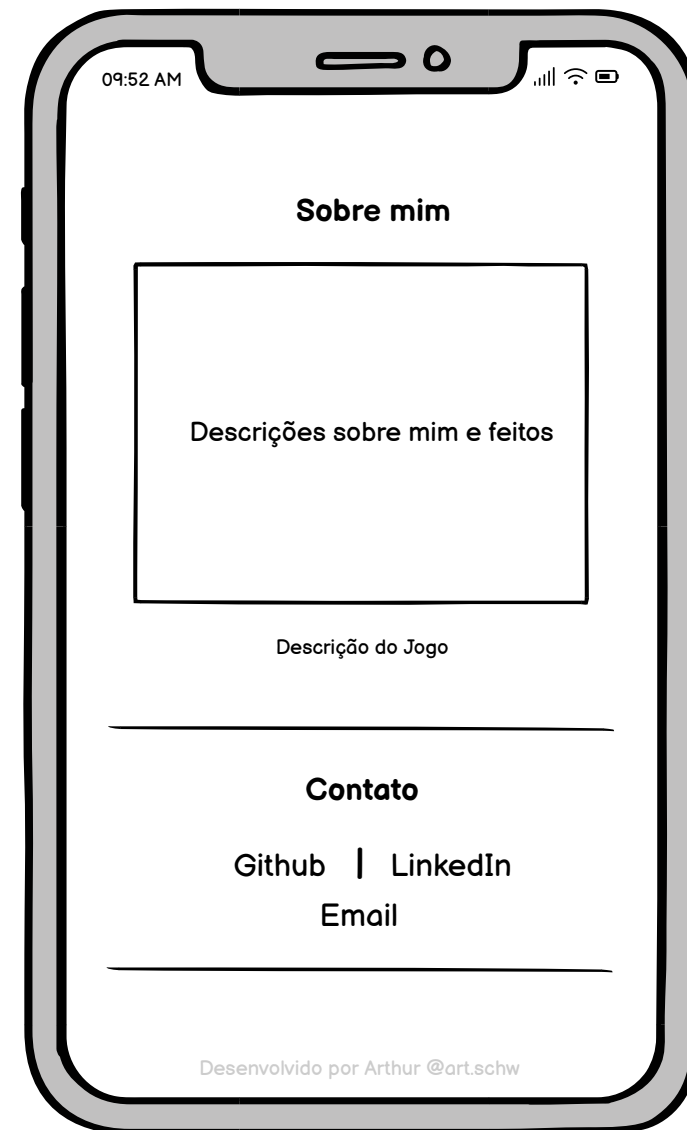 09:52 AM
Sobre mim
Descrições sobre mim e feitos
Descrição do Jogo
Contato
Github | LinkedIn
Email
Desenvolvido por Arthur @art.schw